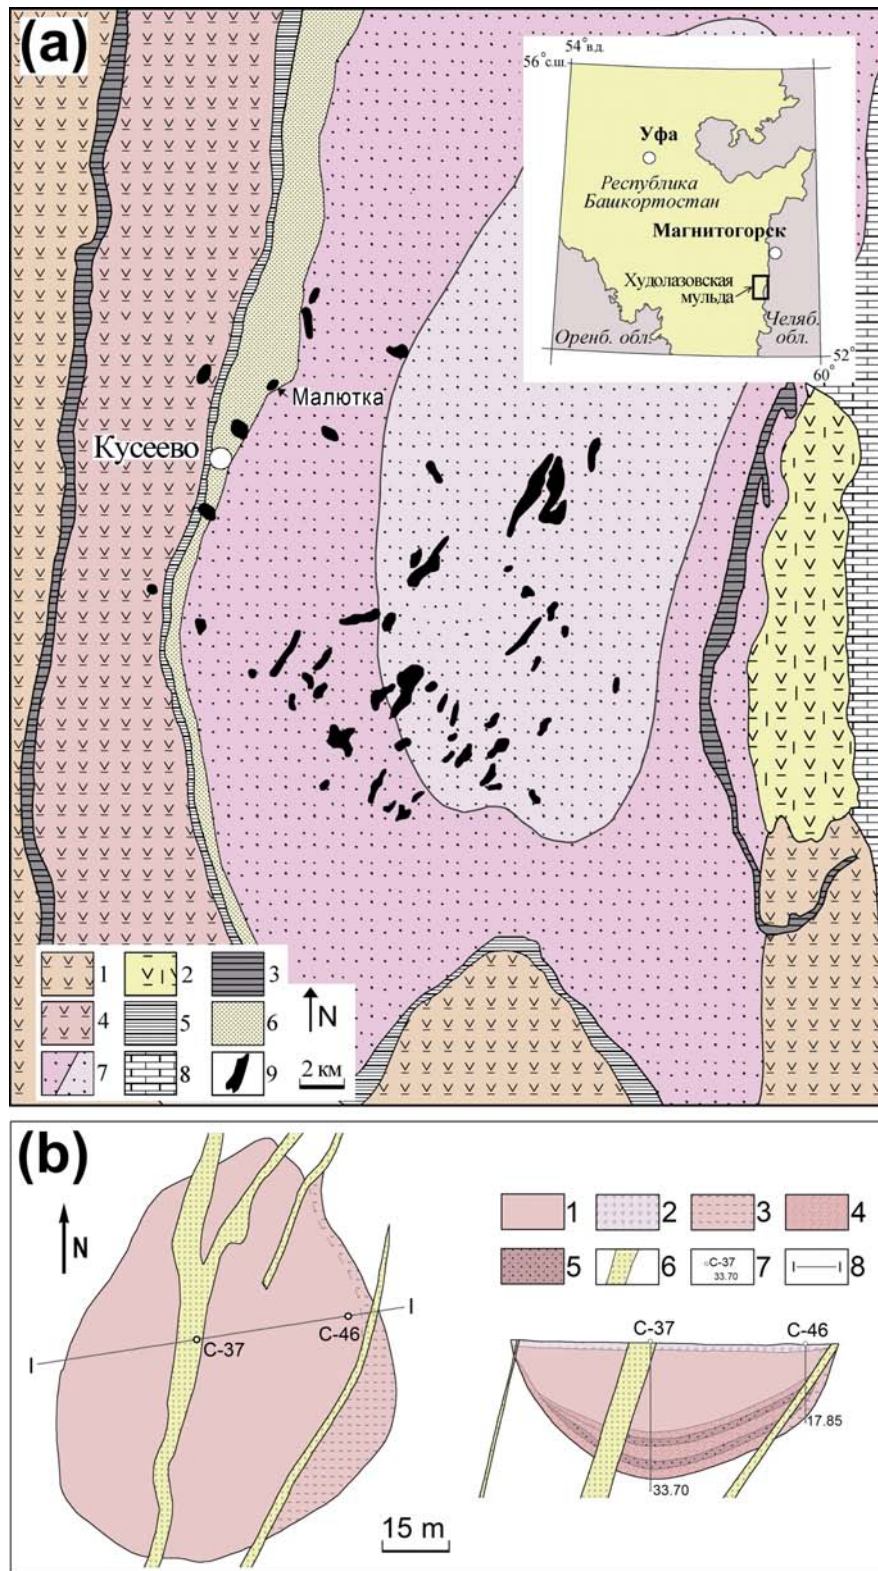 (a)
54°в.д.
56°с.ш.
Уфа
Республика
Башкортостан
Магнитогорск
Худолазовская
мульда
Челяб.
обл.
Оренб. обл.
52°
60°
Малютка
Кусеево
1
2
3
4
5
6
7
8
9
N
2 км
(b)
N
I
I
С-37
С-46
15 m
1
2
3
4
5
6
С-37
33.70
7
I
I
8
С-37
С-46
17.85
33.70